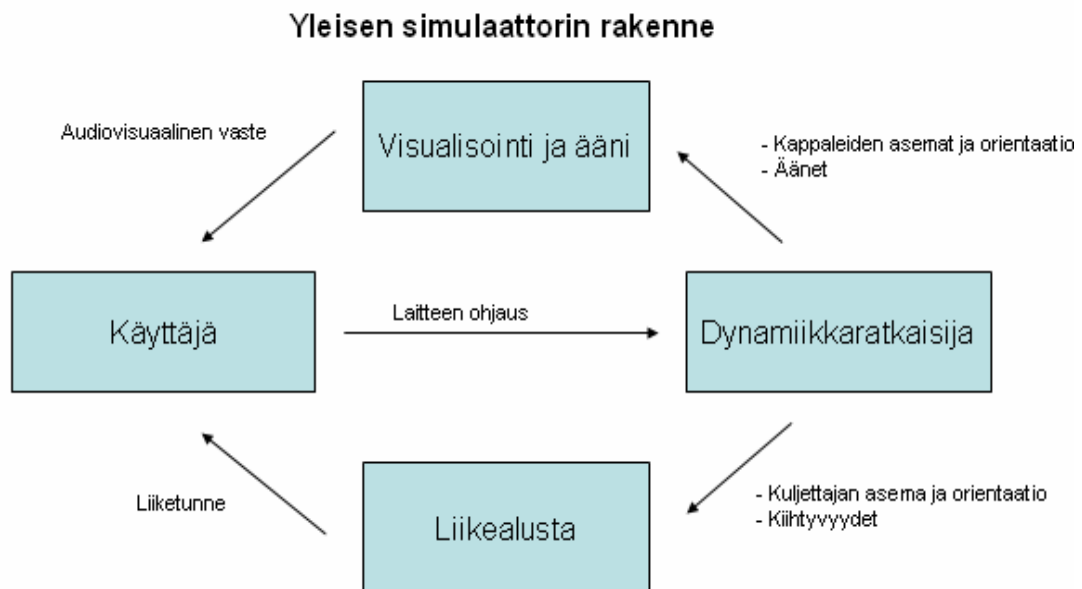 Yleisen simulaattorin rakenne
Audiovisuaalinen vaste
Visualisointi ja ääni
- Kappaleiden asemat ja orientaatio
- Äänet
Käyttäjä
Laitteen ohjaus
Dynamiikkaratkaisija
Liiketunne
Liikealusta
- Kuljettajan asema ja orientaatio
- Kiihtyvyydet